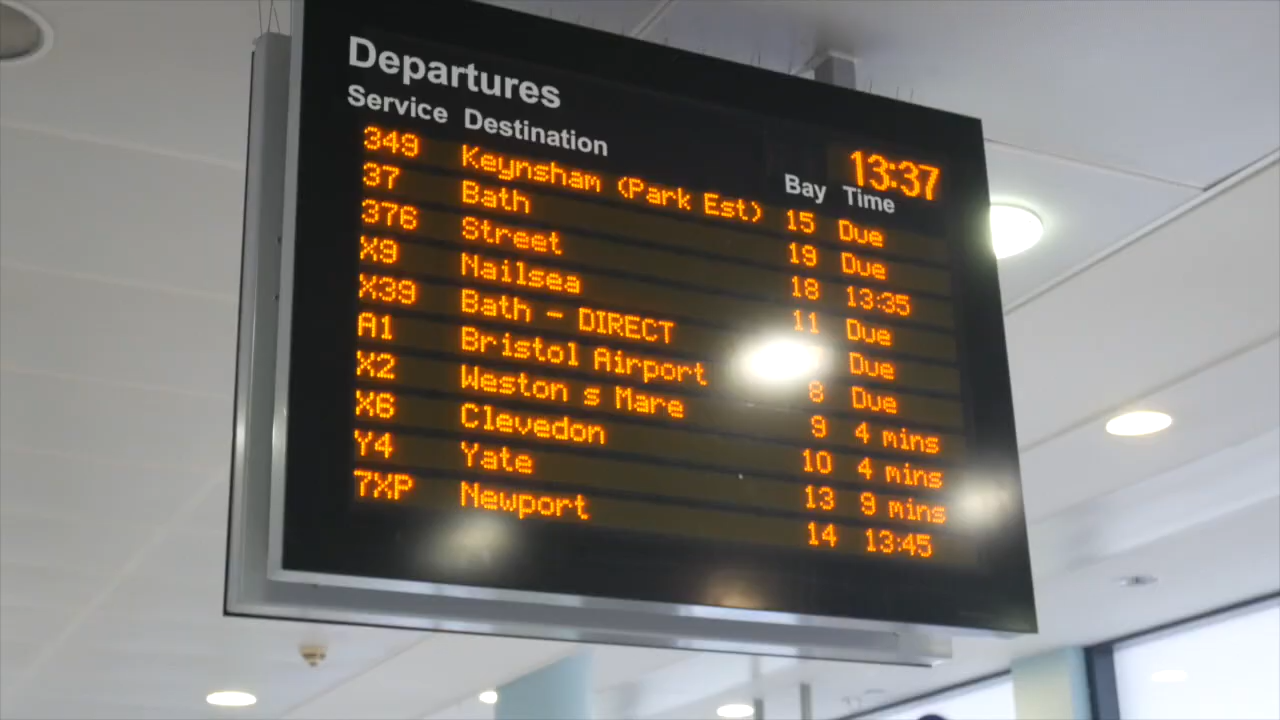 Departures
13:37
Service Destination Bay Time
349 Keynsham (Park Est) 15 Due
37 Bath 19 Due
376 Street 18 13:35
X9 Nailsea 11 Due
X39 Bath - DIRECT Due
A1 Bristol Airport 8 Due
X2 Weston s Mare 9 4 mins
X6 Clevedon 10 4 mins
Y4 Yate 13 9 mins
7XP Newport 14 13:45